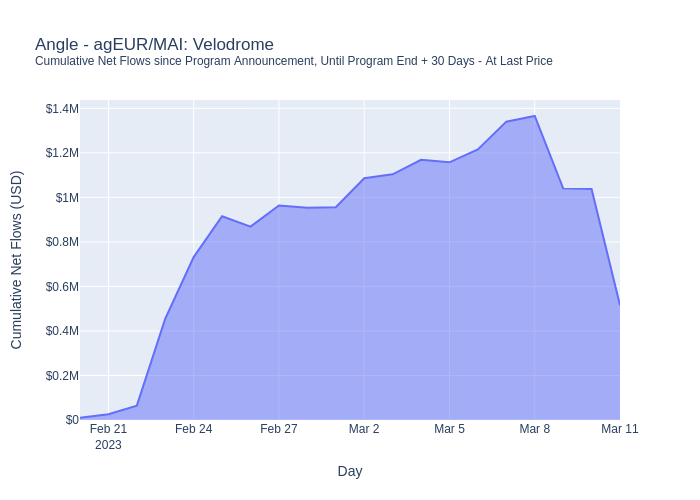 Angle - agEUR/MAI: Velodrome
Cumulative Net Flows since Program Announcement, Until Program End + 30 Days - At Last Price
$1.4M
$1.2M
$1M
$0.8M
$0.6M
$0.4M
$0.2M
$0
Cumulative Net Flows (USD)
Feb 21 Feb 24 Feb 27 Mar 2 Mar 5 Mar 8 Mar 11
2023
Day